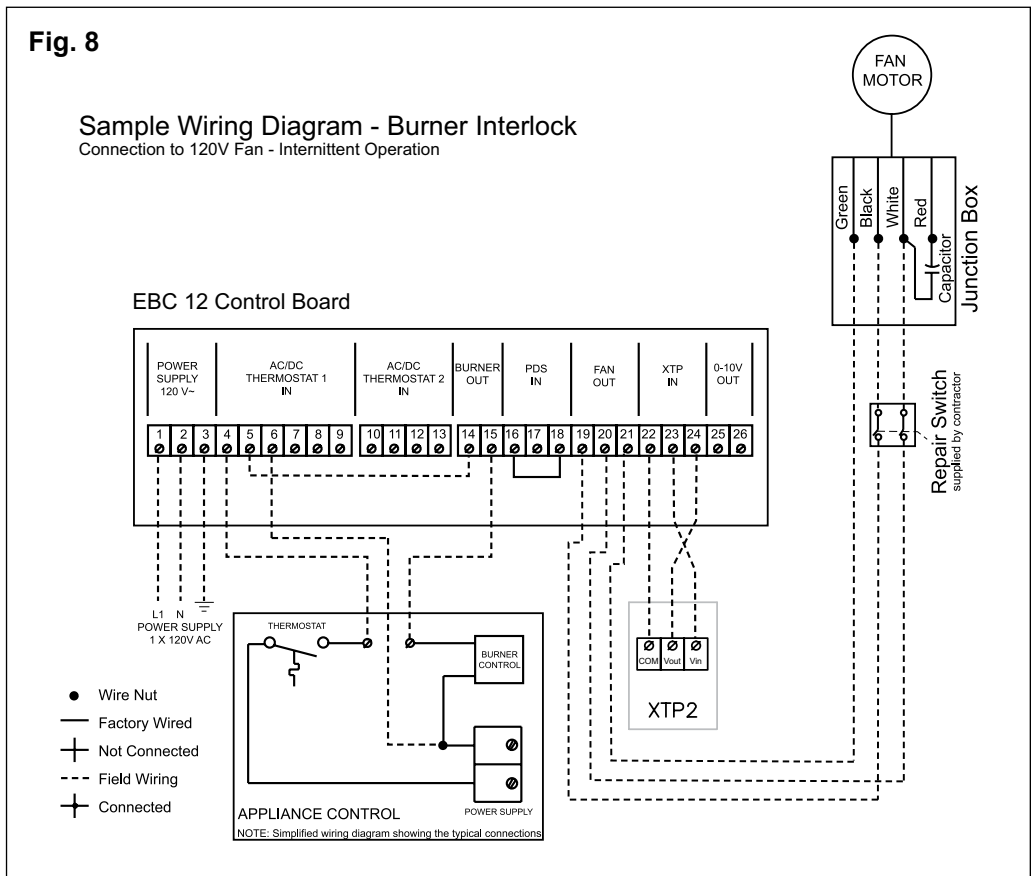 Fig. 8
Sample Wiring Diagram - Burner Interlock
Connection to 120V Fan - Internittent Operation
FAN
MOTOR
Green
Black
White
Red
Capacitor
Junction Box
Repair Switch
supplied by contractor
EBC 12 Control Board
POWER
SUPPLY
120 V~
AC/DC
THERMOSTAT 1
IN
AC/DC
THERMOSTAT 2
IN
BURNER
OUT
PDS
IN
FAN
OUT
XTP
IN
0-10V
OUT
1 2 3 4 5 6 7 8 9 10 11 12 13 14 15 16 17 18 19 20 21 22 23 24 25 26
L1 N
POWER SUPPLY
1 X 120V AC
THERMOSTAT
BURNER
CONTROL
POWER SUPPLY
APPLIANCE CONTROL
NOTE: Simplified wiring diagram showing the typical connections
COM Vout Vin
XTP2
Wire Nut
Factory Wired
Not Connected
Field Wiring
Connected